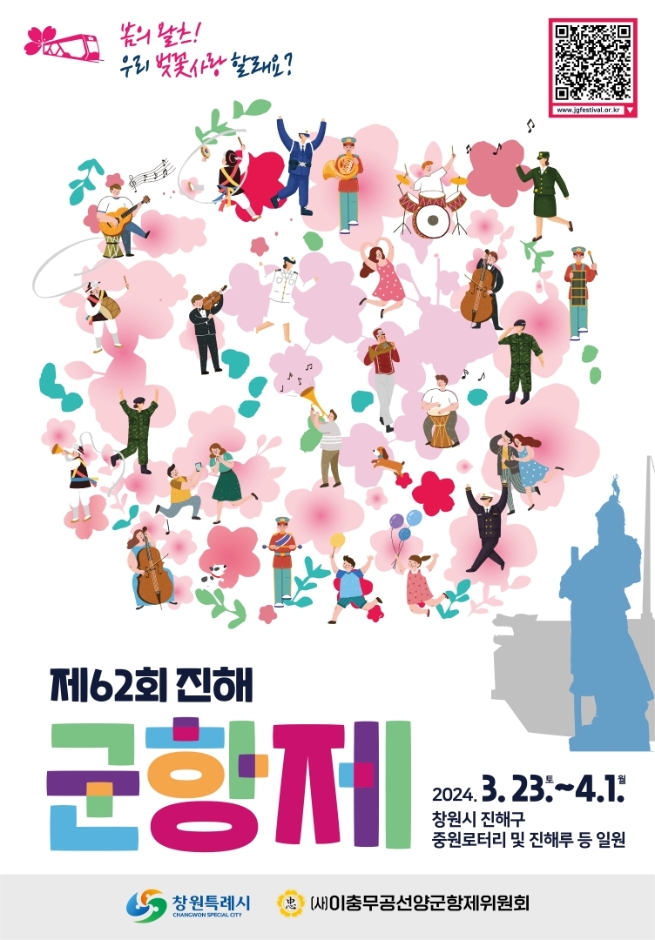 봄의 왈츠!
우리 벚꽃사랑 할래요?
www.jgfestival.or.kr
제62회 진해
군항제
2024. 3. 23.토~4.1.월
창원시 진해구
중원로터리 및 진해루 등 일원
창원특례시
CHANGWON SPECIAL CITY
忠
(사)이충무공선양군항제위원회